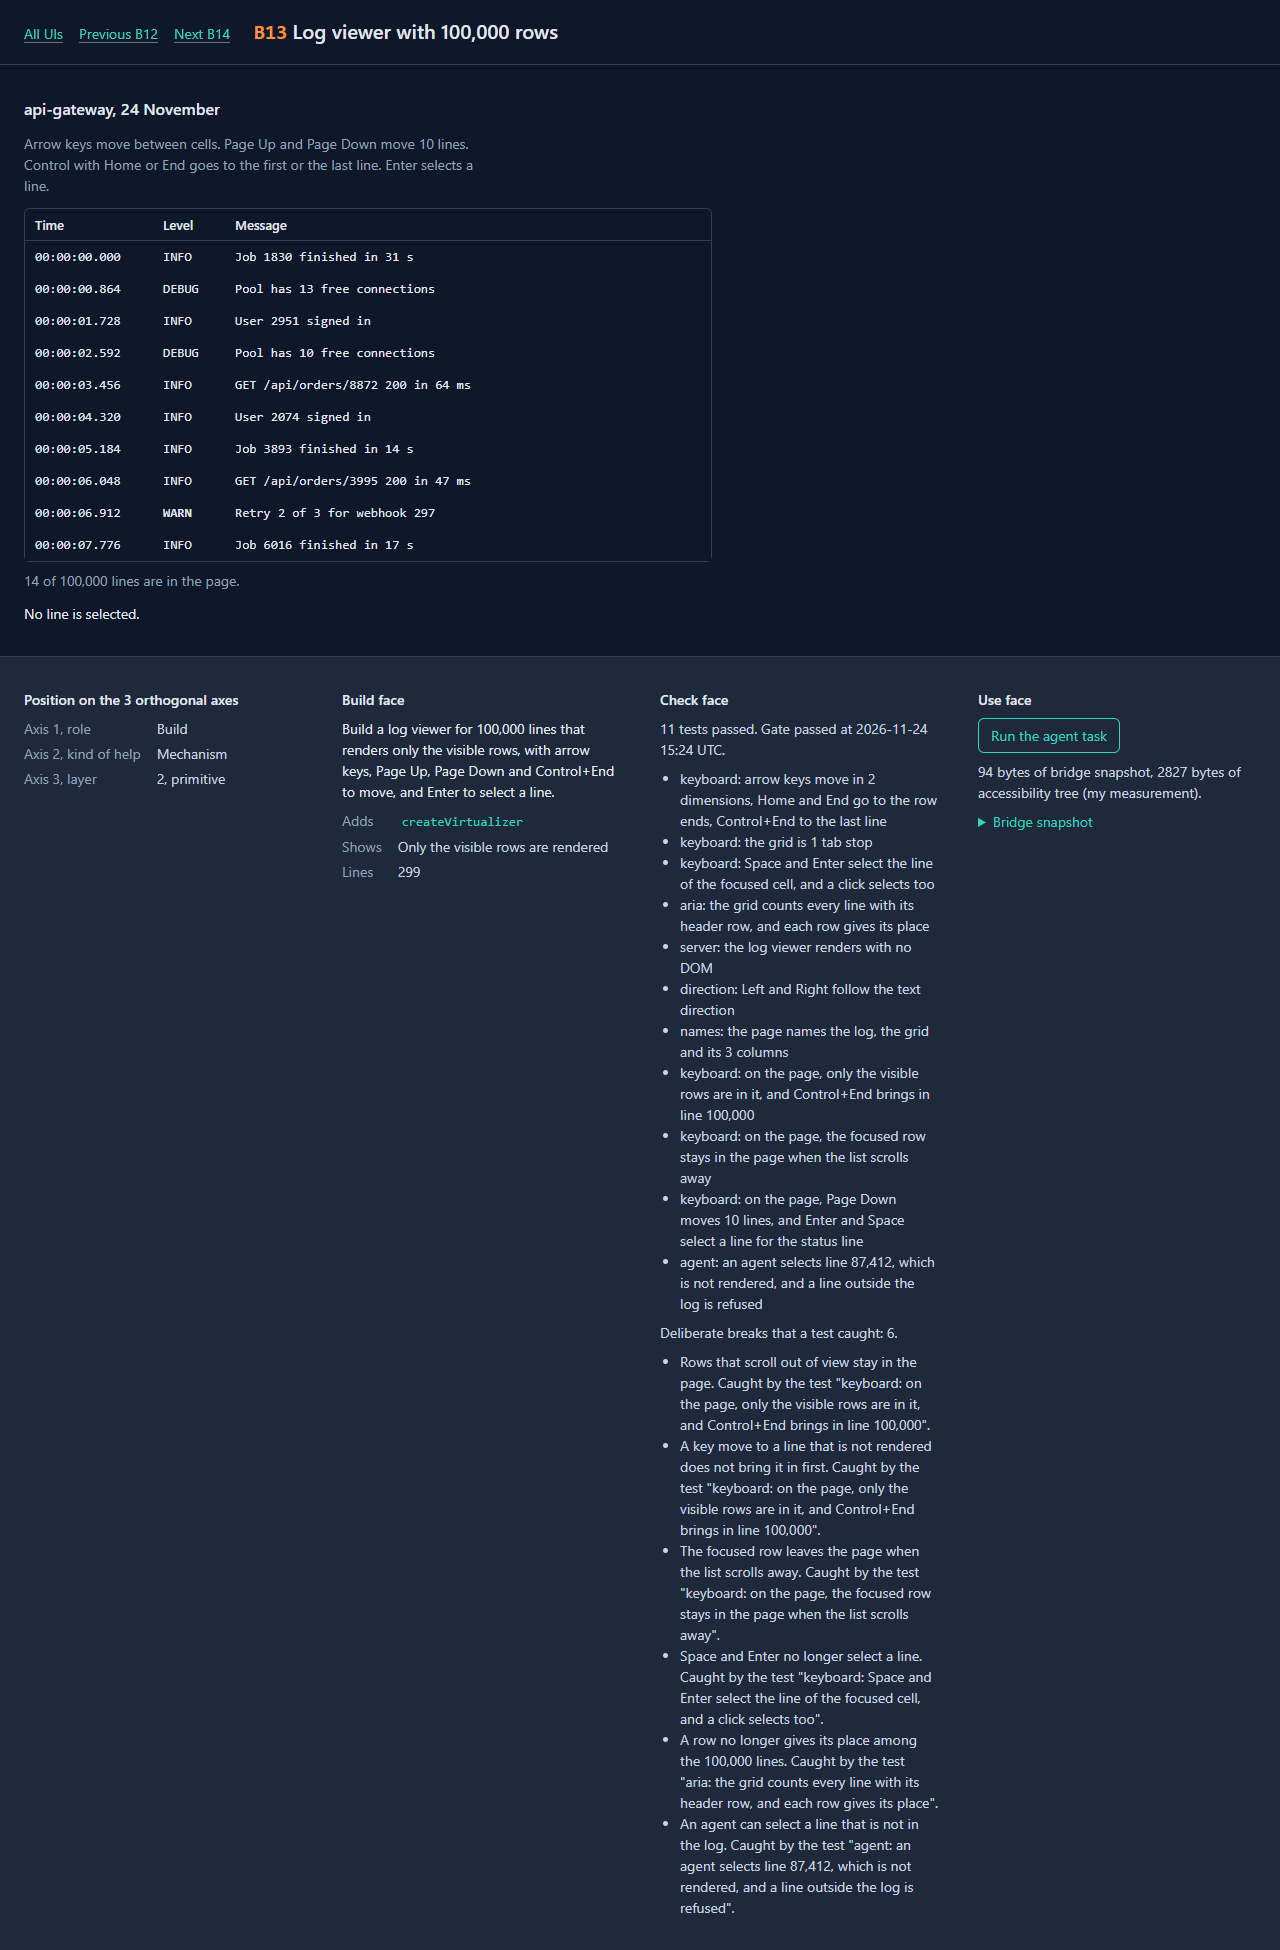 All UIs Previous B12 Next B14 B13 Log viewer with 100,000 rows
api-gateway, 24 November
Arrow keys move between cells. Page Up and Page Down move 10 lines.
Control with Home or End goes to the first or the last line. Enter selects a
line.
Time Level Message
00:00:00.000 INFO Job 1830 finished in 31 s
00:00:00.864 DEBUG Pool has 13 free connections
00:00:01.728 INFO User 2951 signed in
00:00:02.592 DEBUG Pool has 10 free connections
00:00:03.456 INFO GET /api/orders/8872 200 in 64 ms
00:00:04.320 INFO User 2074 signed in
00:00:05.184 INFO Job 3893 finished in 14 s
00:00:06.048 INFO GET /api/orders/3995 200 in 47 ms
00:00:06.912 WARN Retry 2 of 3 for webhook 297
00:00:07.776 INFO Job 6016 finished in 17 s
14 of 100,000 lines are in the page.
No line is selected.
Position on the 3 orthogonal axes
Axis 1, role Build
Axis 2, kind of help Mechanism
Axis 3, layer 2, primitive
Build face
Build a log viewer for 100,000 lines that
renders only the visible rows, with arrow
keys, Page Up, Page Down and Control+End
to move, and Enter to select a line.
Adds createVirtualizer
Shows Only the visible rows are rendered
Lines 299
Check face
11 tests passed. Gate passed at 2026-11-24
15:24 UTC.
• keyboard: arrow keys move in 2
dimensions, Home and End go to the row
ends, Control+End to the last line
• keyboard: the grid is 1 tab stop
• keyboard: Space and Enter select the line
of the focused cell, and a click selects too
• aria: the grid counts every line with its
header row, and each row gives its place
• server: the log viewer renders with no
DOM
• direction: Left and Right follow the text
direction
• names: the page names the log, the grid
and its 3 columns
• keyboard: on the page, only the visible
rows are in it, and Control+End brings in
line 100,000
• keyboard: on the page, the focused row
stays in the page when the list scrolls
away
• keyboard: on the page, Page Down
moves 10 lines, and Enter and Space
select a line for the status line
• agent: an agent selects line 87,412, which
is not rendered, and a line outside the
log is refused
Deliberate breaks that a test caught: 6.
• Rows that scroll out of view stay in the
page. Caught by the test "keyboard: on
the page, only the visible rows are in it,
and Control+End brings in line 100,000".
• A key move to a line that is not rendered
does not bring it in first. Caught by the
test "keyboard: on the page, only the
visible rows are in it, and Control+End
brings in line 100,000".
• The focused row leaves the page when
the list scrolls away. Caught by the test
"keyboard: on the page, the focused row
stays in the page when the list scrolls
away".
• Space and Enter no longer select a line.
Caught by the test "keyboard: Space and
Enter select the line of the focused cell,
and a click selects too".
• A row no longer gives its place among
the 100,000 lines. Caught by the test
"aria: the grid counts every line with its
header row, and each row gives its place".
• An agent can select a line that is not in
the log. Caught by the test "agent: an
agent selects line 87,412, which is not
rendered, and a line outside the log is
refused".
Use face
Run the agent task
94 bytes of bridge snapshot, 2827 bytes of
accessibility tree (my measurement).
▶ Bridge snapshot